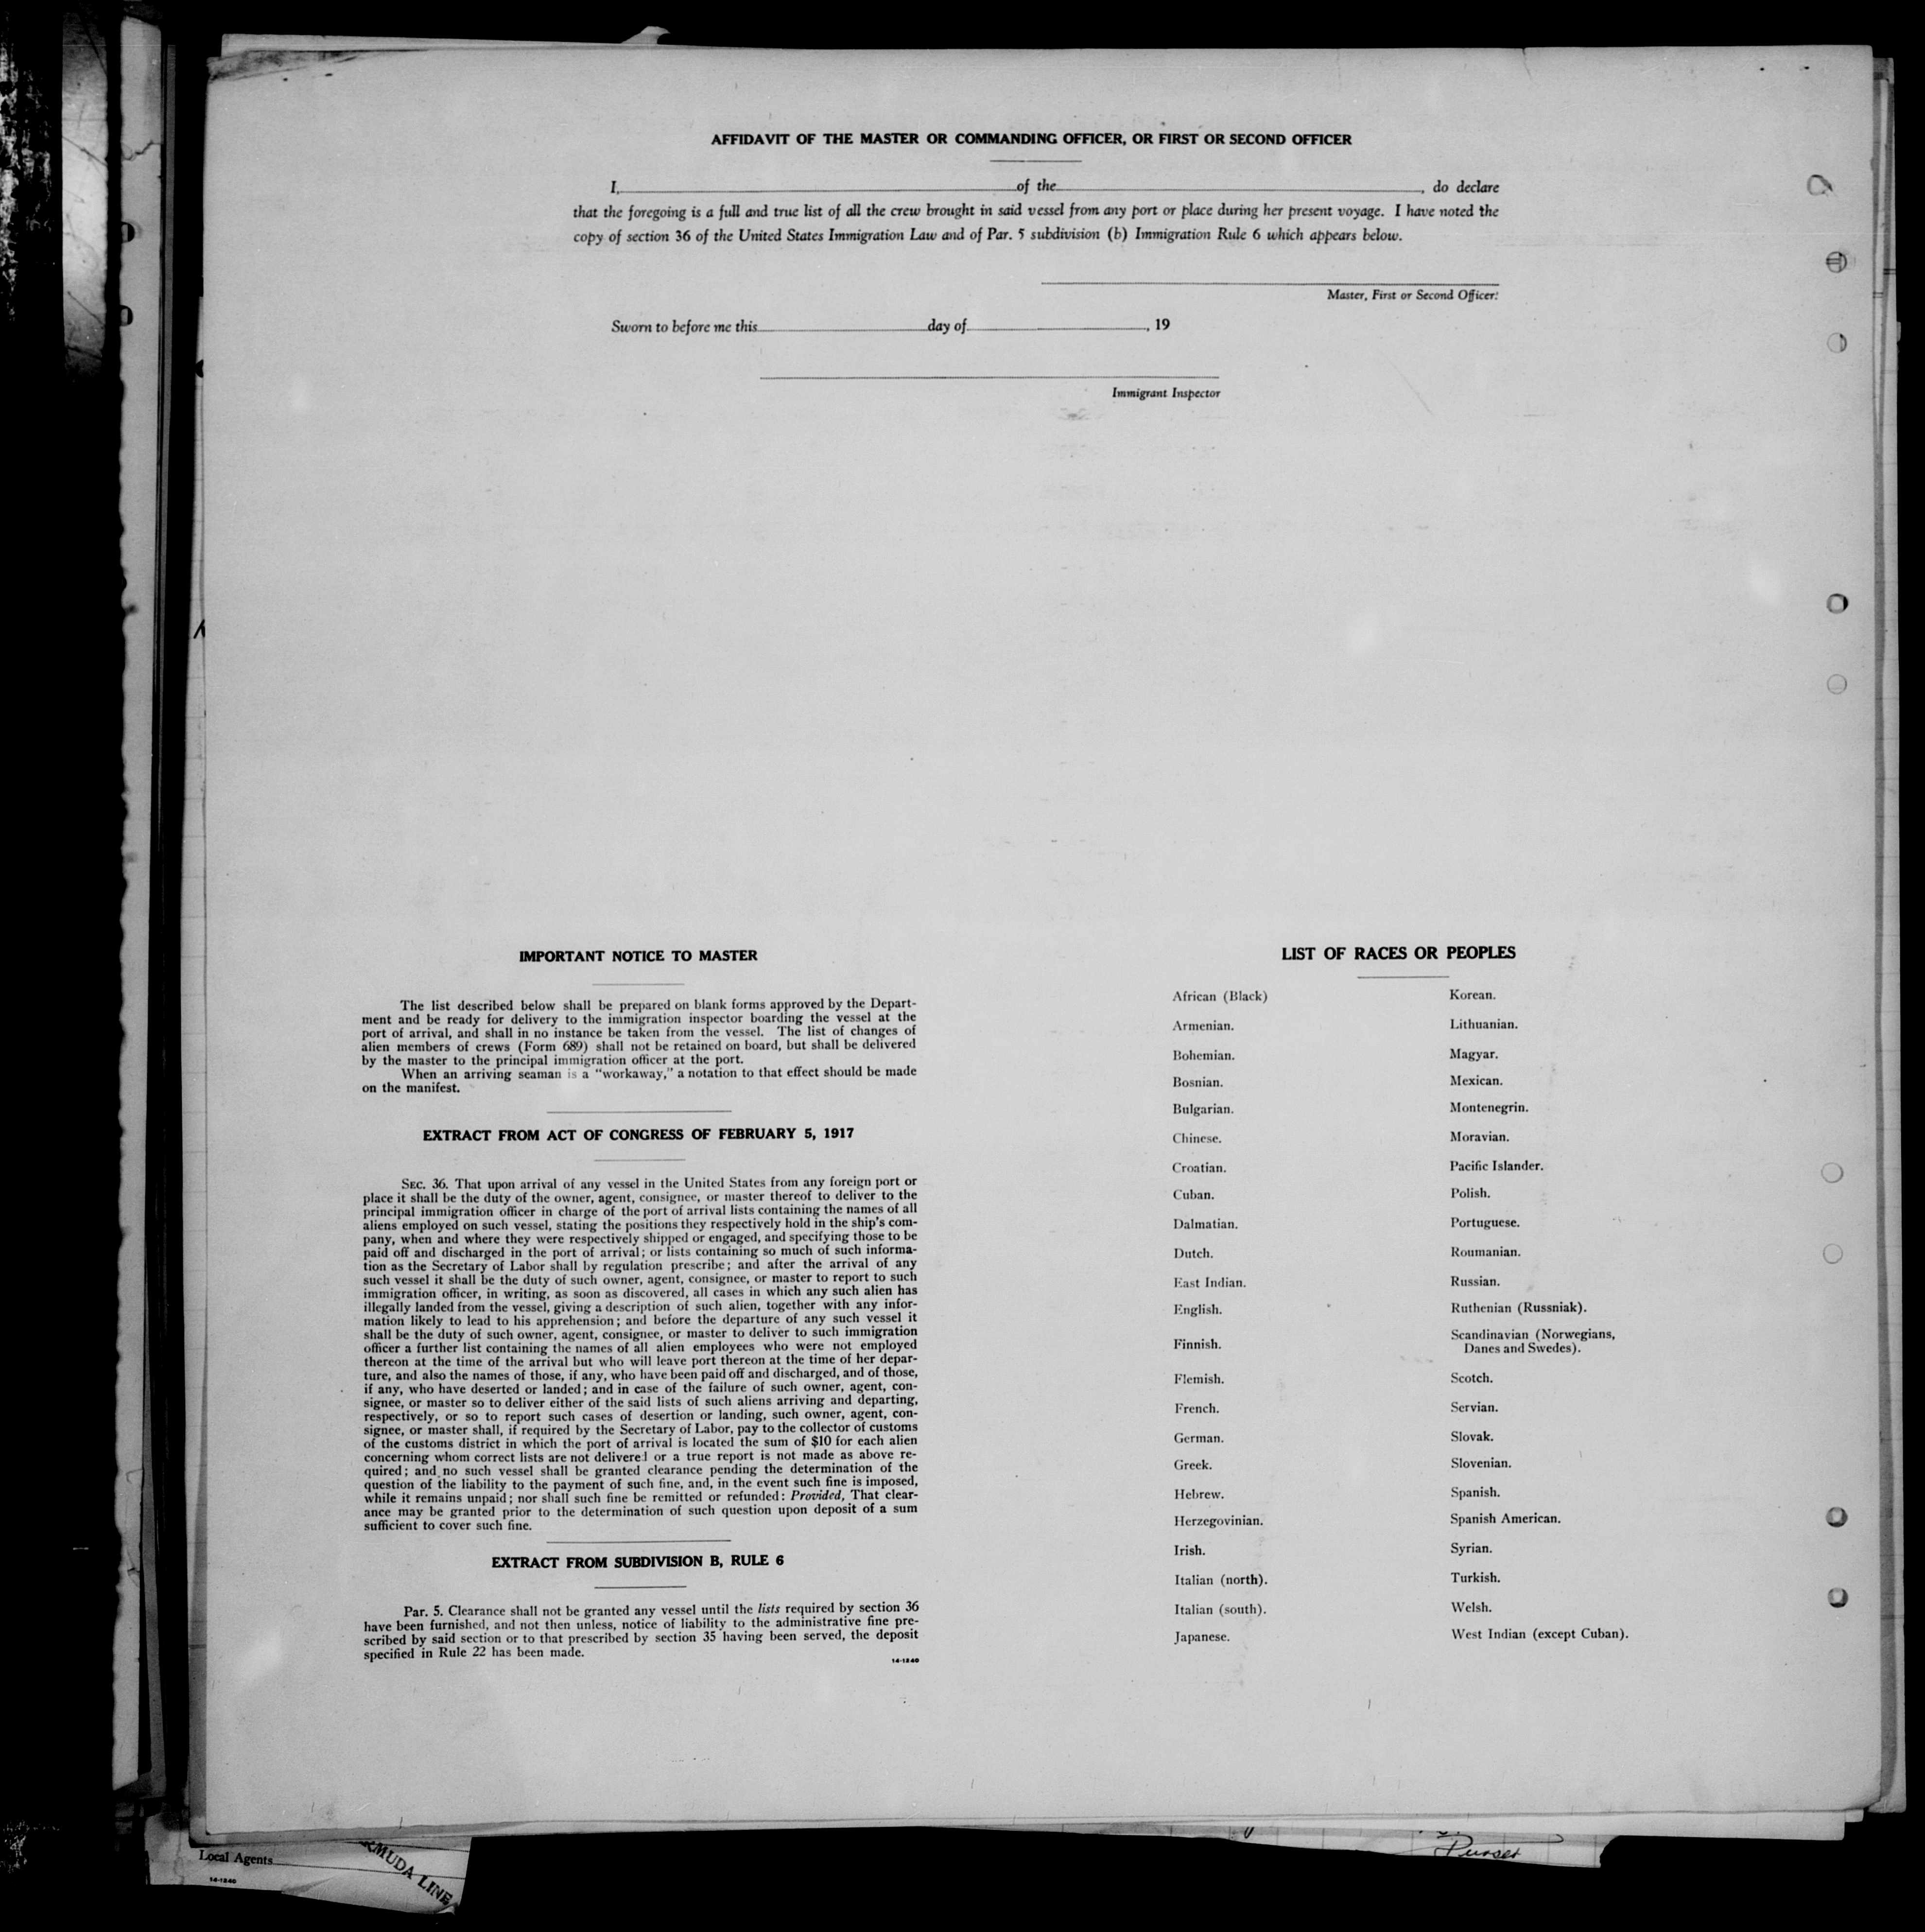 AFFIDAVIT OF THE MASTER OR COMMANDING OFFICER, OR FIRST OR SECOND OFFICER
I, of the , do declare
that the foregoing is a full and true list of all the crew brought in said vessel from any port or place during her present voyage. I have noted the
copy of section 36 of the United States Immigration Law and of Par. 5 subdivision (b) Immigration Rule 6 which appears below.
Master, First or Second Officer.
Sworn to before me this day of , 19
Immigrant Inspector
IMPORTANT NOTICE TO MASTER
The list described below shall be prepared on blank forms approved by the Depart-
ment and be ready for delivery to the immigration inspector boarding the vessel at the
port of arrival, and shall in no instance be taken from the vessel. The list of changes of
alien members of crews (Form 689) shall not be retained on board, but shall be delivered
by the master to the principal immigration officer at the port.
When an arriving seaman is a "workaway," a notation to that effect should be made
on the manifest.
EXTRACT FROM ACT OF CONGRESS OF FEBRUARY 5, 1917
SEC. 36. That upon arrival of any vessel in the United States from any foreign port or
place it shall be the duty of the owner, agent, consignee, or master thereof to deliver to the
principal immigration officer in charge of the port of arrival lists containing the names of all
aliens employed on such vessel, stating the positions they respectively hold in the ship's com-
pany, when and where they were respectively shipped or engaged, and specifying those to be
paid off and discharged in the port of arrival; or lists containing so much of such informa-
tion as the Secretary of Labor shall by regulation prescribe; and after the arrival of any
such vessel it shall be the duty of such owner, agent, consignee, or master to report to such
immigration officer, in writing, as soon as discovered, all cases in which any such alien has
illegally landed from the vessel, giving a description of such alien, together with any infor-
mation likely to lead to his apprehension; and before the departure of any such vessel it
shall be the duty of such owner, agent, consignee, or master to deliver to such immigration
officer a further list containing the names of all alien employees who were not employed
thereon at the time of the arrival but who will leave port thereon at the time of her depar-
ture, and also the names of those, if any, who have been paid off and discharged, and of those,
if any, who have deserted or landed; and in case of the failure of such owner, agent, con-
signee, or master so to deliver either of the said lists of such aliens arriving and departing,
respectively, or so to report such cases of desertion or landing, such owner, agent, con-
signee, or master shall, if required by the Secretary of Labor, pay to the collector of customs
of the customs district in which the port of arrival is located the sum of $10 for each alien
concerning whom correct lists are not delivered or a true report is not made as above re-
quired; and no such vessel shall be granted clearance pending the determination of the
question of the liability to the payment of such fine, and, in the event such fine is imposed,
while it remains unpaid; nor shall such fine be remitted or refunded: Provided, That clear-
ance may be granted prior to the determination of such question upon deposit of a sum
sufficient to cover such fine.
EXTRACT FROM SUBDIVISION B, RULE 6
Par. 5. Clearance shall not be granted any vessel until the lists required by section 36
have been furnished, and not then unless, notice of liability to the administrative fine pre-
scribed by said section or to that prescribed by section 35 having been served, the deposit
specified in Rule 22 has been made.
14-1240
LIST OF RACES OR PEOPLES
African (Black)
Armenian.
Bohemian.
Bosnian.
Bulgarian.
Chinese.
Croatian.
Cuban.
Dalmatian.
Dutch.
East Indian.
English.
Finnish.
Flemish.
French.
German.
Greek.
Hebrew.
Herzegovinian.
Irish.
Italian (north).
Italian (south).
Japanese.
Korean.
Lithuanian.
Magyar.
Mexican.
Montenegrin.
Moravian.
Pacific Islander.
Polish.
Portuguese.
Roumanian.
Russian.
Ruthenian (Russniak).
Scandinavian (Norwegians,
Danes and Swedes).
Scotch.
Servian.
Slovak.
Slovenian.
Spanish.
Spanish American.
Syrian.
Turkish.
Welsh.
West Indian (except Cuban).
Local Agents
14-1240
RMUDA LINE
Purser